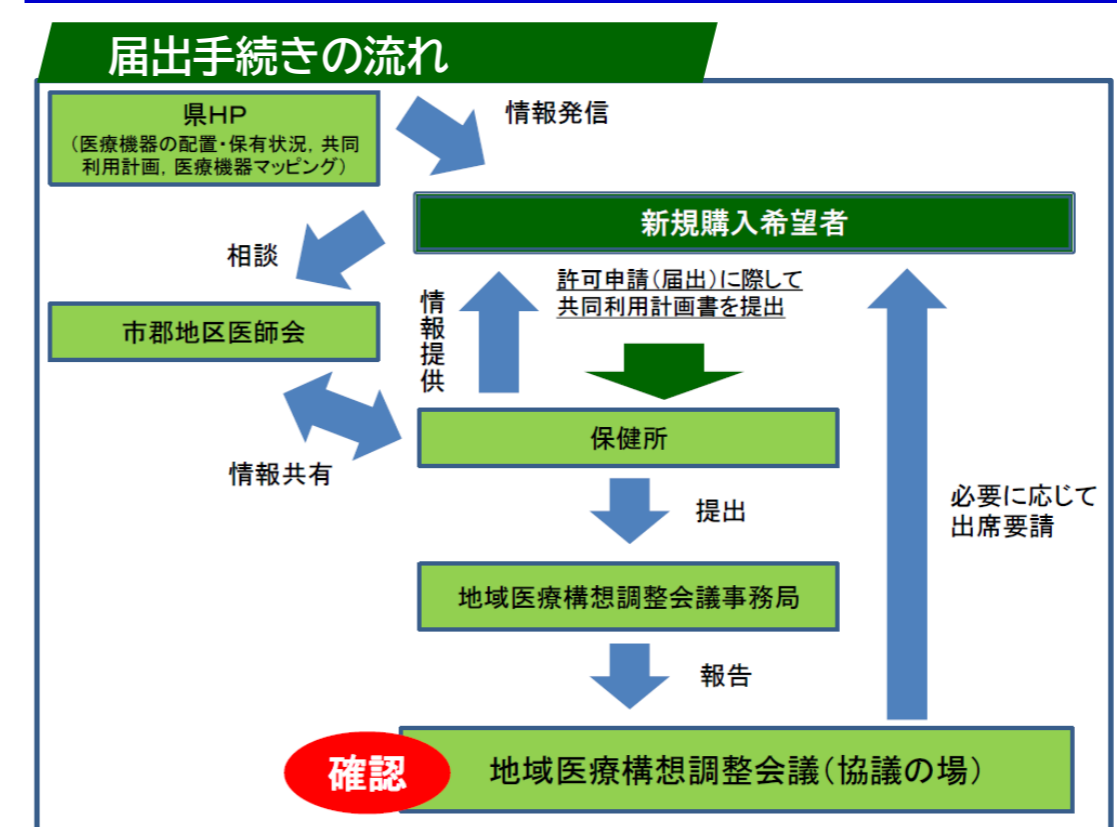 届出手続きの流れ
県HP
（医療機器の配置・保有状況，共同
利用計画，医療機器マッピング）
情報発信
新規購入希望者
相談
許可申請（届出）に際して
共同利用計画書を提出
情報提供
市郡地区医師会
保健所
情報共有
提出
必要に応じて
出席要請
地域医療構想調整会議事務局
報告
確認
地域医療構想調整会議（協議の場）